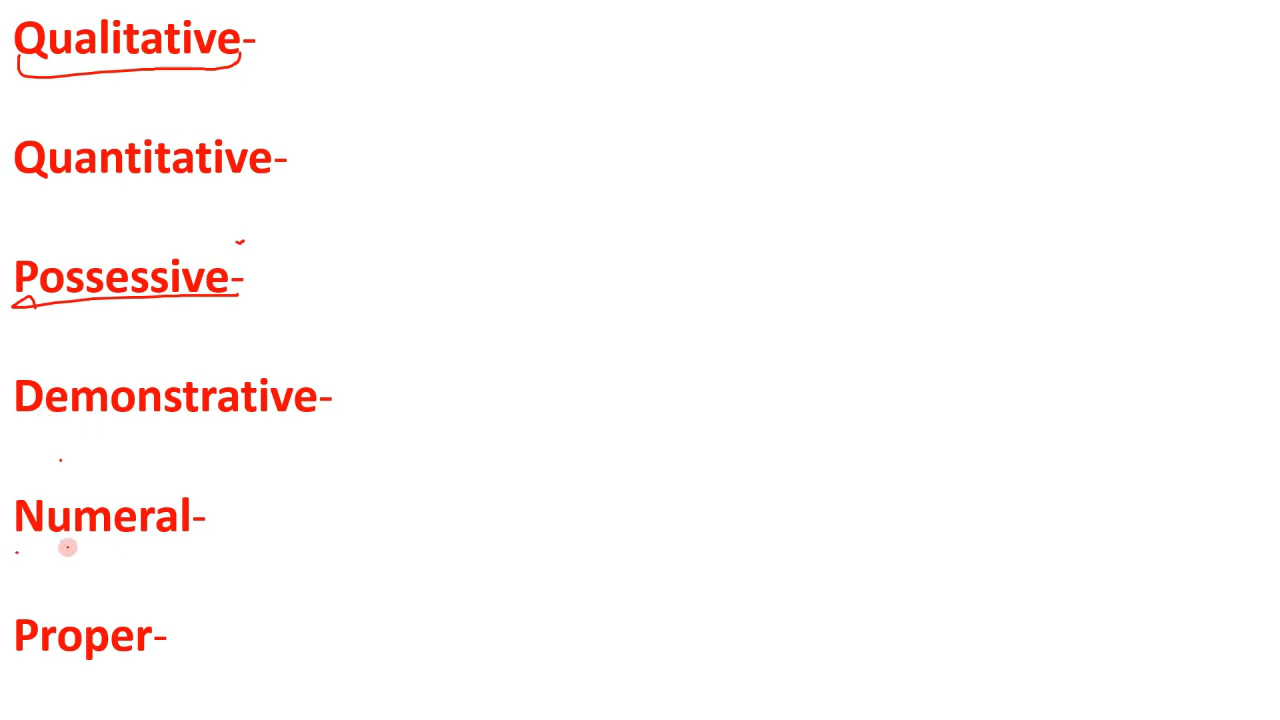 Qualitative-
Quantitative-
Possessive-
Demonstrative-
Numeral-
Proper-